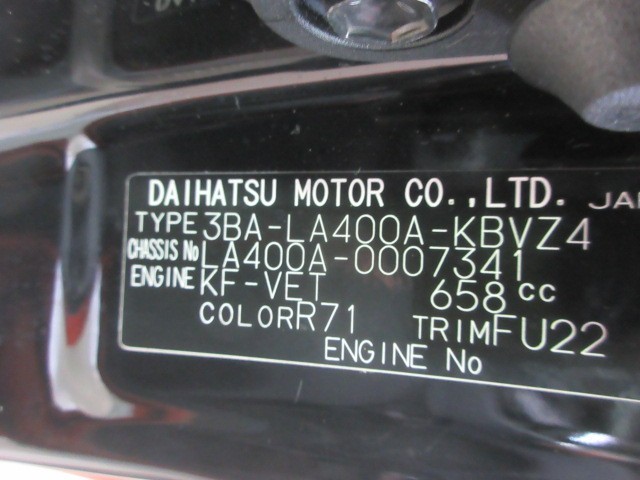 DAIHATSU MOTOR CO.,LTD.
TYPE 3BA-LA400A-KBVZ4
CHASSIS No LA400A-0007341
ENGINE KF-VET 658 cc
COLOR R71 TRIM FU22
ENGINE No